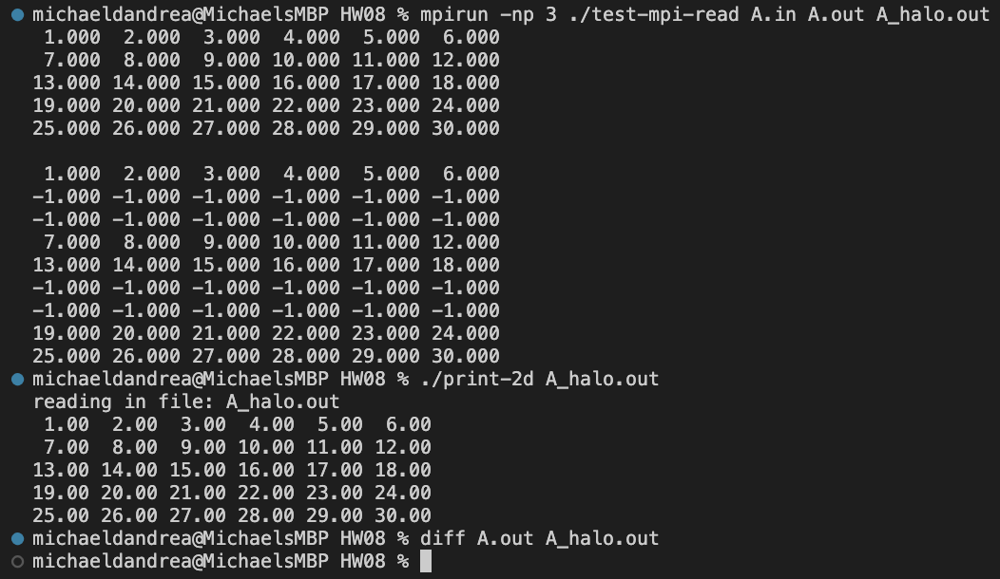 michaeldandrea@MichaelsMBP HW08 % mpirun -np 3 ./test-mpi-read A.in A.out A_halo.out
1.000 2.000 3.000 4.000 5.000 6.000
7.000 8.000 9.000 10.000 11.000 12.000
13.000 14.000 15.000 16.000 17.000 18.000
19.000 20.000 21.000 22.000 23.000 24.000
25.000 26.000 27.000 28.000 29.000 30.000
1.000 2.000 3.000 4.000 5.000 6.000
-1.000 -1.000 -1.000 -1.000 -1.000 -1.000
-1.000 -1.000 -1.000 -1.000 -1.000 -1.000
7.000 8.000 9.000 10.000 11.000 12.000
13.000 14.000 15.000 16.000 17.000 18.000
-1.000 -1.000 -1.000 -1.000 -1.000 -1.000
-1.000 -1.000 -1.000 -1.000 -1.000 -1.000
19.000 20.000 21.000 22.000 23.000 24.000
25.000 26.000 27.000 28.000 29.000 30.000
michaeldandrea@MichaelsMBP HW08 % ./print-2d A_halo.out
reading in file: A_halo.out
1.00 2.00 3.00 4.00 5.00 6.00
7.00 8.00 9.00 10.00 11.00 12.00
13.00 14.00 15.00 16.00 17.00 18.00
19.00 20.00 21.00 22.00 23.00 24.00
25.00 26.00 27.00 28.00 29.00 30.00
michaeldandrea@MichaelsMBP HW08 % diff A.out A_halo.out
michaeldandrea@MichaelsMBP HW08 %